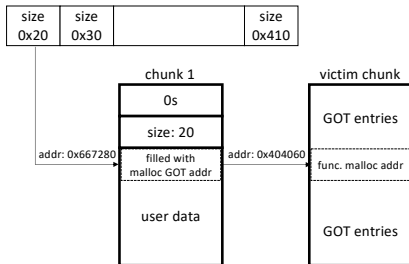 size
0x20
size
0x30
size
0x410
chunk 1
victim chunk
0s
size: 20
GOT entries
addr: 0x667280
filled with
malloc GOT addr
addr: 0x404060
func. malloc addr
user data
GOT entries